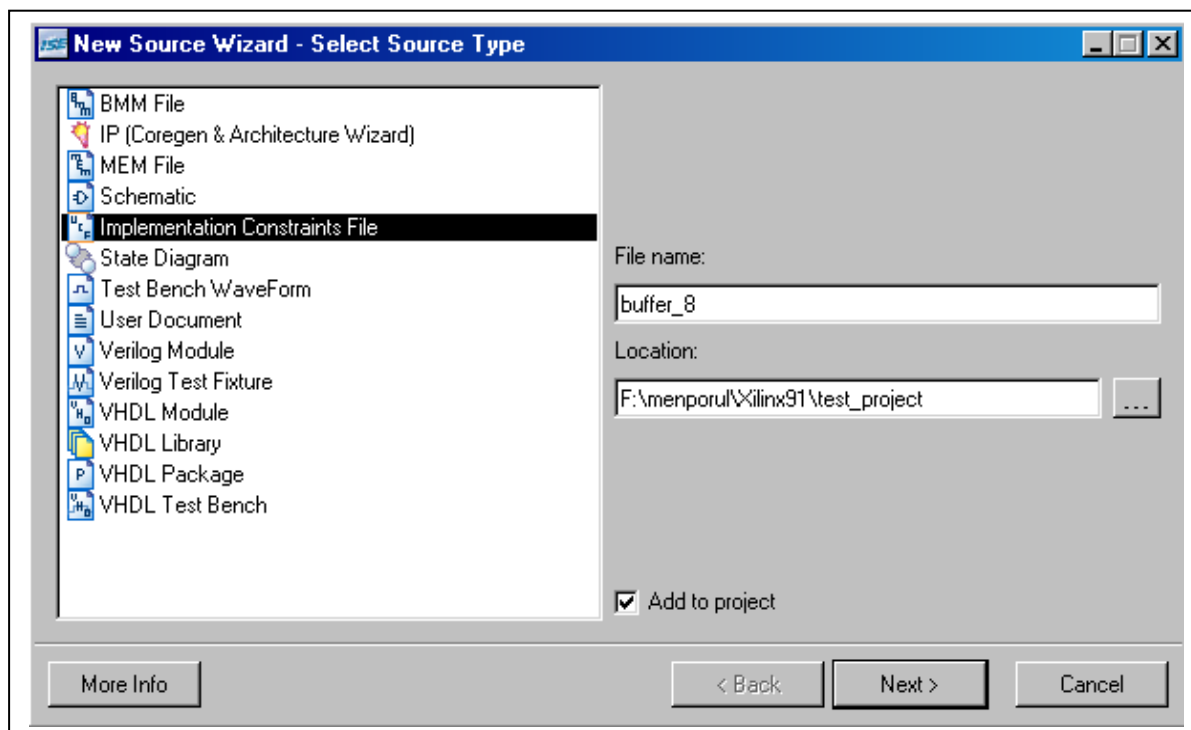 ISE New Source Wizard - Select Source Type
BMM File
IP (Coregen & Architecture Wizard)
MEM File
Schematic
Implementation Constraints File
State Diagram
Test Bench WaveForm
User Document
Verilog Module
Verilog Test Fixture
VHDL Module
VHDL Library
VHDL Package
VHDL Test Bench
File name:
buffer_8
Location:
F:\menporul\Xilinx91\test_project
...
Add to project
More Info
< Back
Next >
Cancel